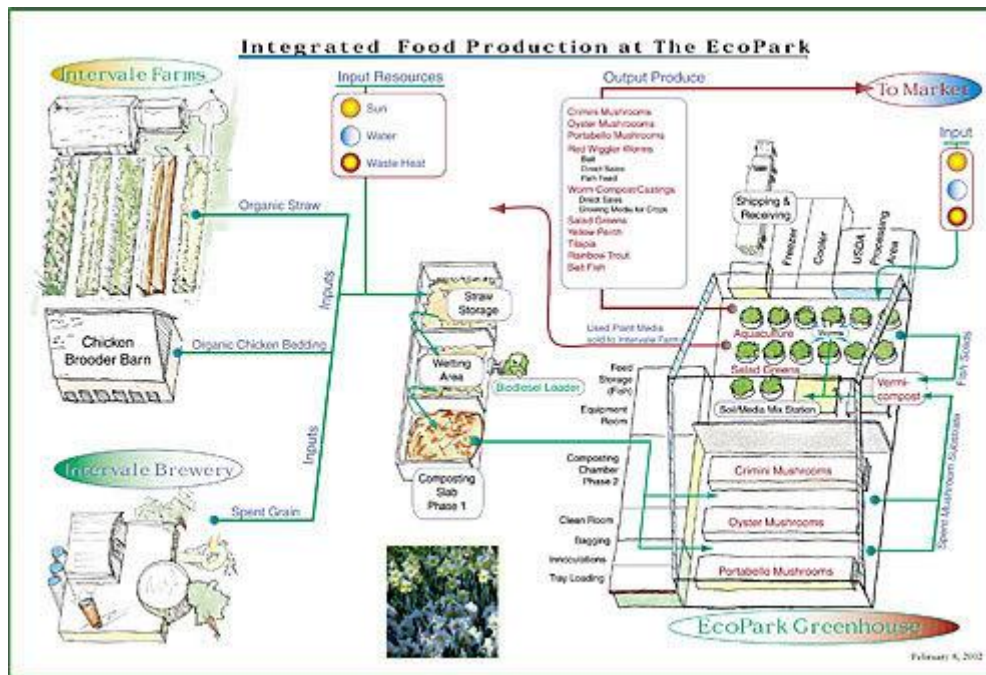 Integrated Food Production at The EcoPark
Intervale Farms
Input Resources
Sun
Water
Waste Heat
Output Produce
To Market
Crimini Mushrooms
Oyster Mushrooooms
Portabello Mushrooms
Red Wiggler Worms
Bait
Direct Sales
Fish Feed
Worm Compost/Castings
Direct Sales
Growing Media for Crops
Salad Greens
Yellow Perch
Tilapia
Rainbow Trout
Bait Fish
Input
Shipping &
Receiving
Freezer
Cooler
USDA
Processing
Area
Organic Straw
Inputs
Straw
Storage
Used Plant Media
sold to Intervale Farms
Aquaculture
Worms
Chicken
Brooder Barn
Organic Chicken Bedding
Wetting
Area
Biodiesel Loader
Salad Greens
Fish Solids
Feed
Storage
(Fish)
Vermi-
compost
Soil/Media Mix Station
Equipment
Room
Inputs
Intervale Brewery
Spent Grain
Composting
Slab
Phase 1
Composting
Chamber
Phase 2
Crimini Mushrooms
Spent Mushroom Substrate
Clean Room
Oyster Mushrooms
Bagging
Innoculations
Tray Loading
Portabello Mushrooms
EcoPark Greenhouse
February 8, 2002